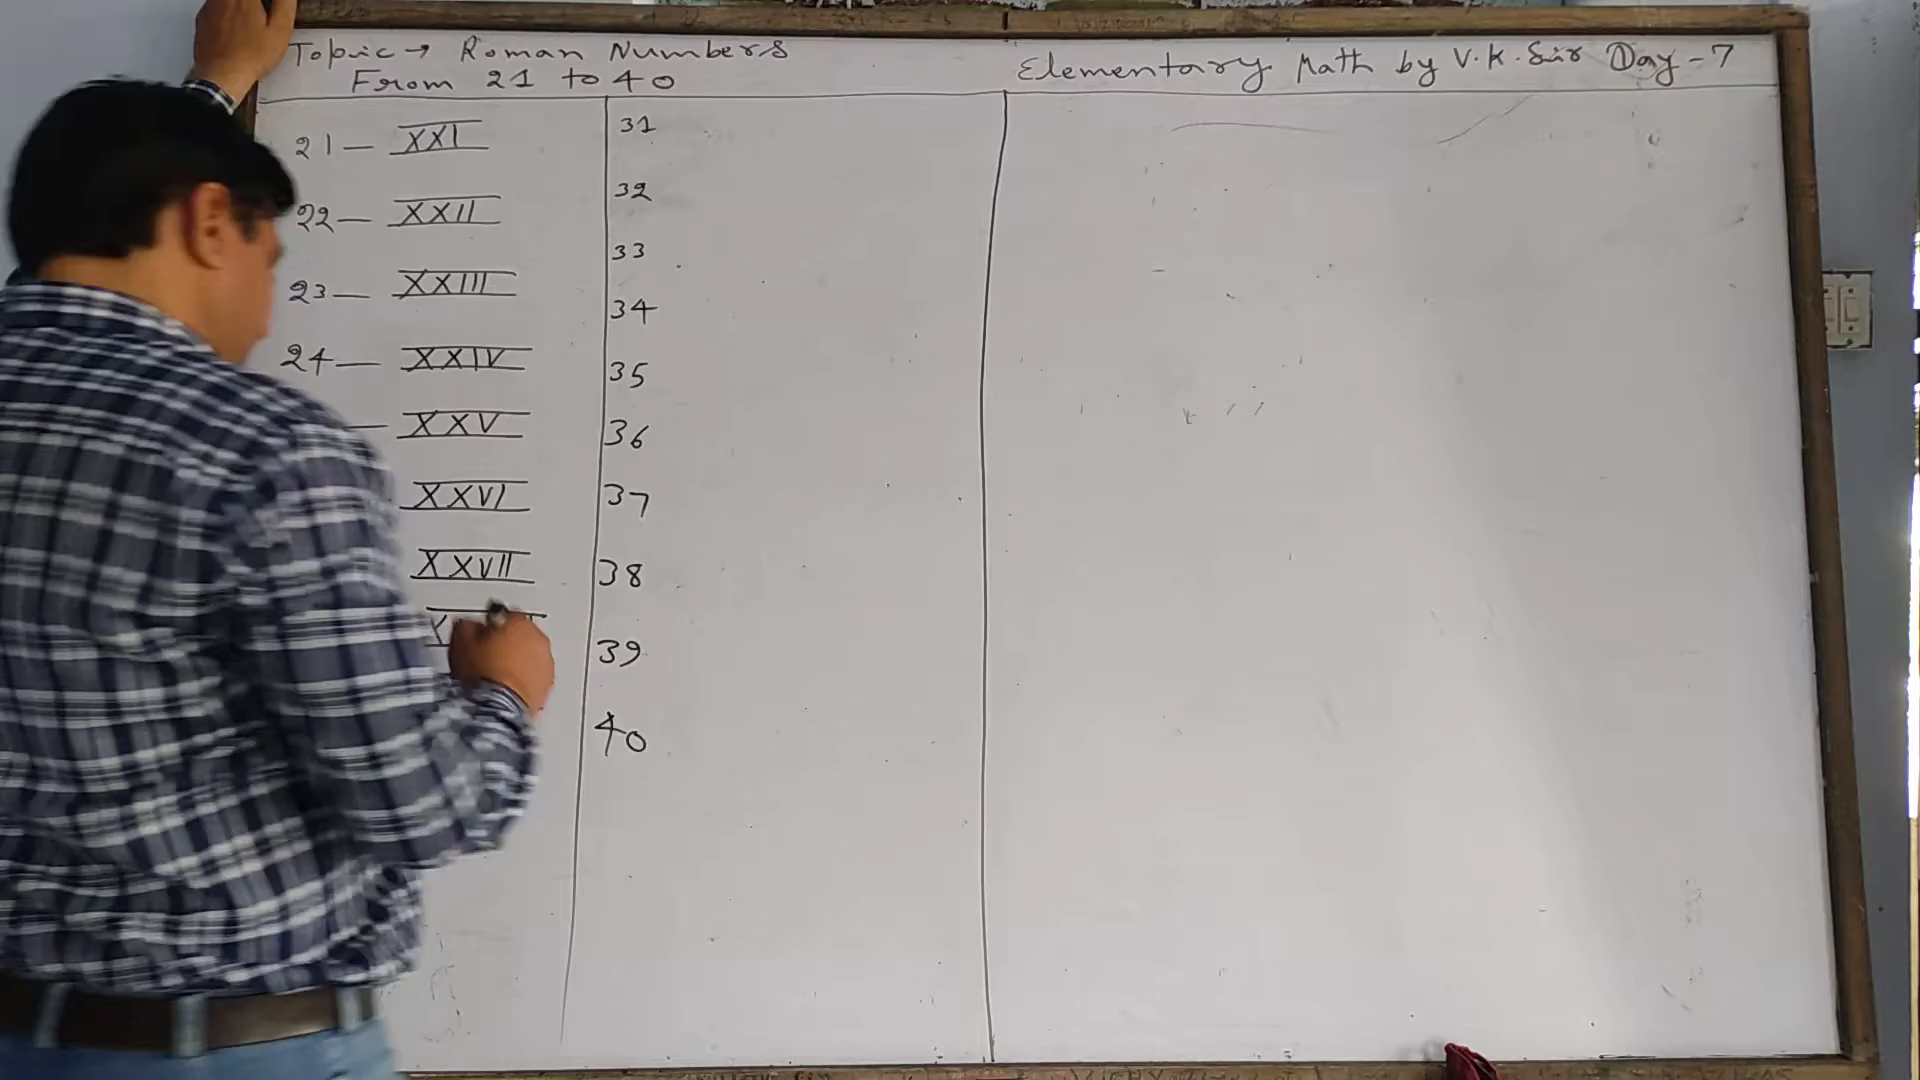 Topic → Roman Numbers
From 21 to 40
Elementary Math by V.K. Sir Day-7
21 — XXI
22 — XXII
23 — XXIII
24 — XXIV
— XXV
XXVI
XXVII
31
32
33
34
35
36
37
38
39
40